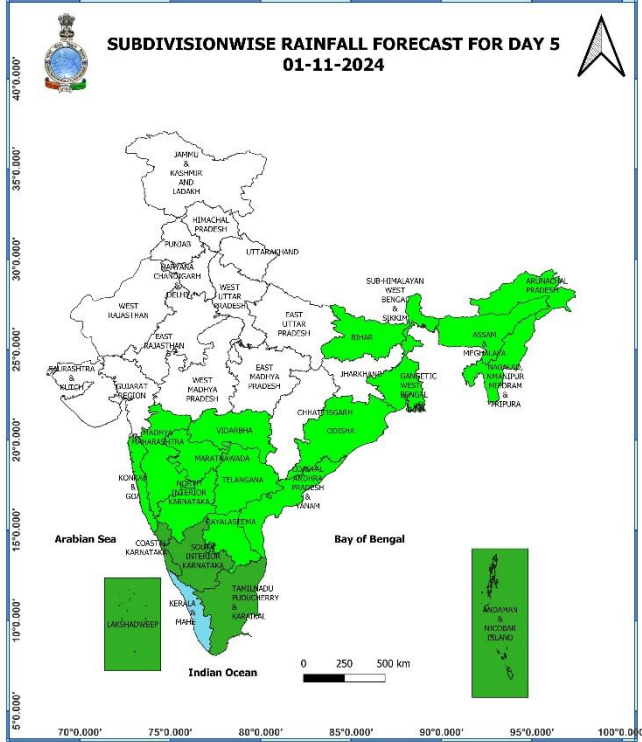 SUBDIVISIONWISE RAINFALL FORECAST FOR DAY 5
01-11-2024
40°0.000'
35°0.000'
30°0.000'
25°0.000'
20°0.000'
15°0.000'
10°0.000'
5°0.000'
JAMMU
&
KASHMIR
AND
LADAKH
HIMACHAL
PRADESH
PUNJAB
UTTARAKHAND
HARYANA
CHANDIGARH
&
DELHI
WEST
UTTAR
PRADESH
WEST
RAJASTHAN
EAST
RAJASTHAN
EAST
UTTAR
PRADESH
SUB-HIMALAYAN
WEST
BENGAL
&
SIKKIM
ARUNACHAL
PRADESH
BIHAR
ASSAM
&
MEGHALAYA
SAURASHTRA
&
KUTCH
GUJARAT
REGION
WEST
MADHYA
PRADESH
EAST
MADHYA
PRADESH
JHARKHAND
GANGETIC
WEST
BENGAL
&
TRIPURA
CHHATTISGARH
ODISHA
VIDARBHA
MADHYA
MAHARASHTRA
MARATHAWADA
KONKAN
&
GOA
NORTH
INTERIOR
KARNATAKA
TELANGANA
COASTAL
ANDHRA
PRADESH
&
YANAM
RAYALASEEMA
Arabian Sea
Bay of Bengal
COASTAL
KARNATAKA
SOUTH
INTERIOR
KARNATAKA
TAMILNADU
PUDUCHERRY
&
KARAIKAL
KERALA
&
MAHE
LAKSHADWEEP
ANDAMAN
&
NICOBAR
ISLAND
Indian Ocean
0 250 500 km
70°0.000' 75°0.000' 80°0.000' 85°0.000' 90°0.000' 95°0.000'